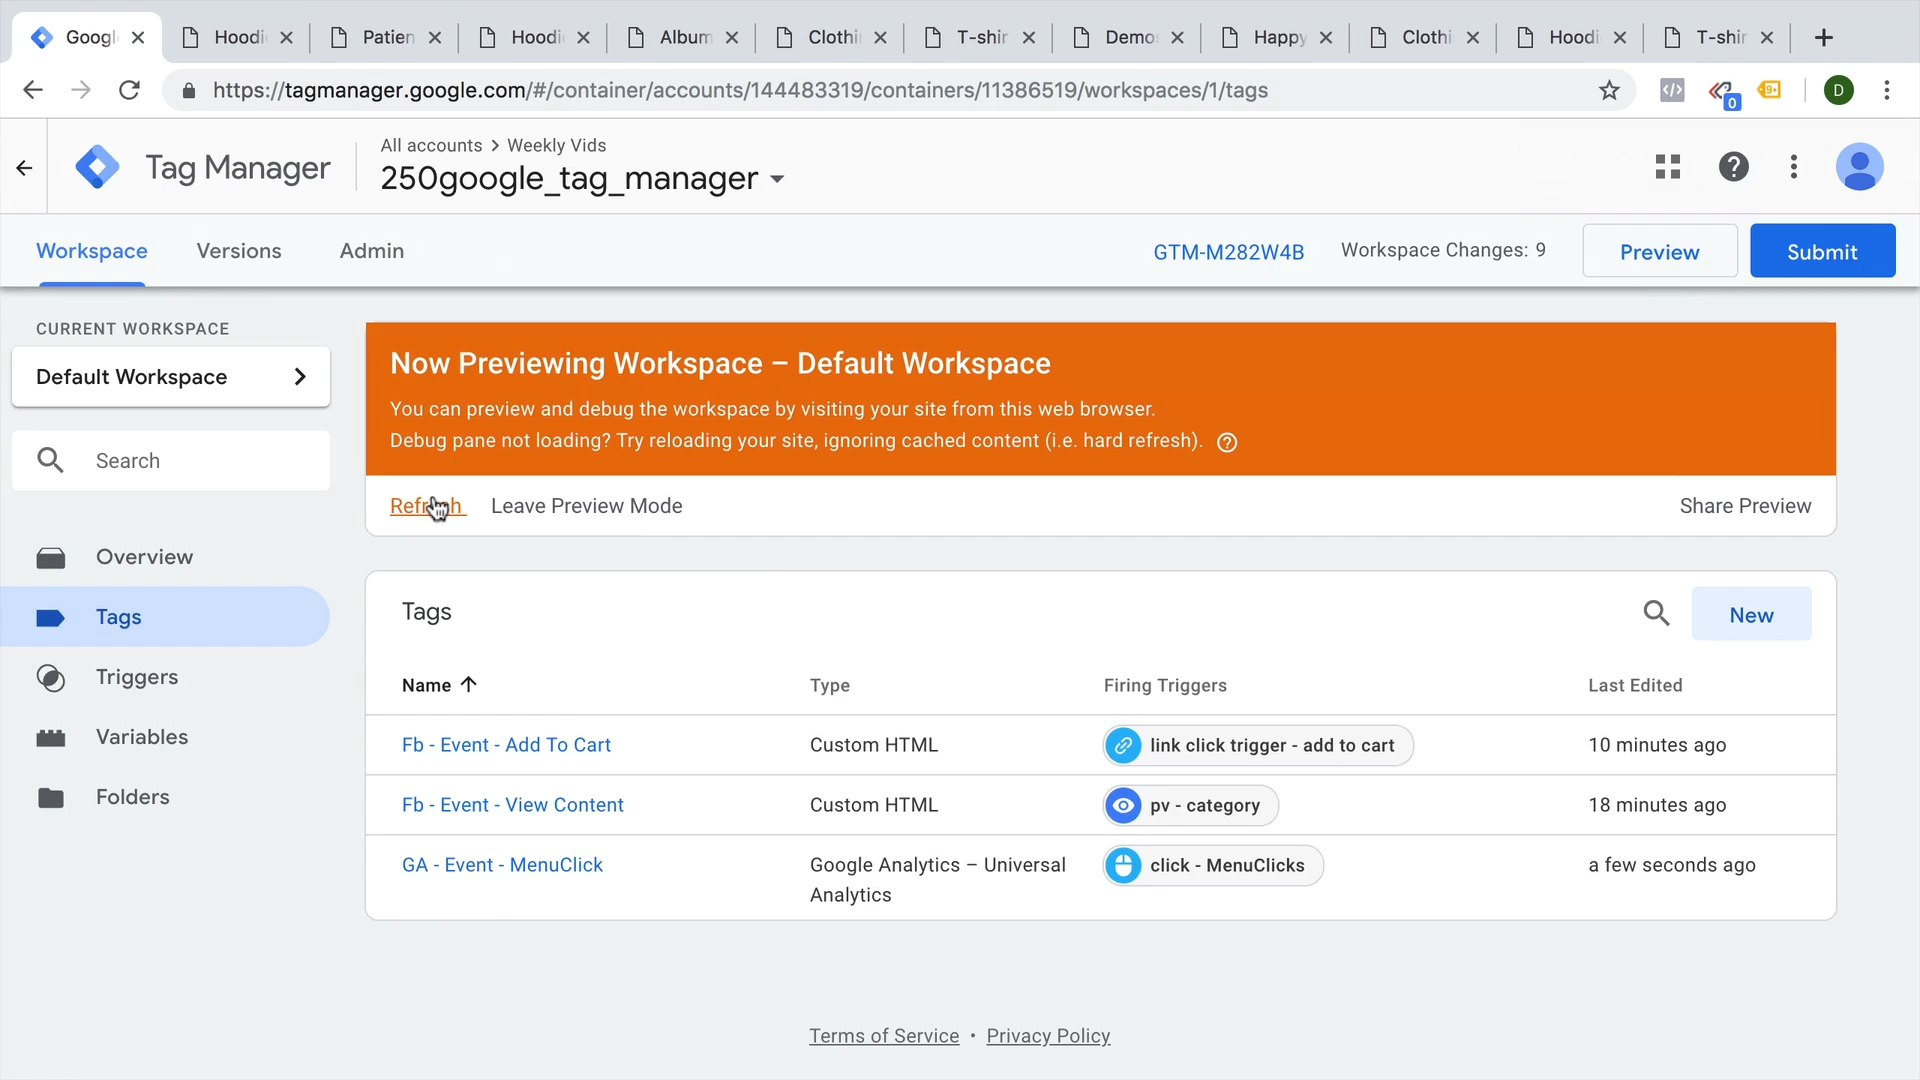 Googl
Hoodi
Patien
Hoodi
Album
Clothi
T-shir
Demo
Happy
Clothi
Hoodi
T-shir
https://tagmanager.google.com/#/container/accounts/144483319/containers/11386519/workspaces/1/tags
0
9+
D
Tag Manager
All accounts > Weekly Vids
250google_tag_manager
Workspace
Versions
Admin
GTM-M282W4B
Workspace Changes: 9
Preview
Submit
CURRENT WORKSPACE
Default Workspace
Search
Overview
Tags
Triggers
Variables
Folders
Now Previewing Workspace – Default Workspace
You can preview and debug the workspace by visiting your site from this web browser.
Debug pane not loading? Try reloading your site, ignoring cached content (i.e. hard refresh).
Refresh
Leave Preview Mode
Share Preview
Tags
New
Name
Type
Firing Triggers
Last Edited
Fb - Event - Add To Cart
Custom HTML
link click trigger - add to cart
10 minutes ago
Fb - Event - View Content
Custom HTML
pv - category
18 minutes ago
GA - Event - MenuClick
Google Analytics – Universal
Analytics
click - MenuClicks
a few seconds ago
Terms of Service • Privacy Policy